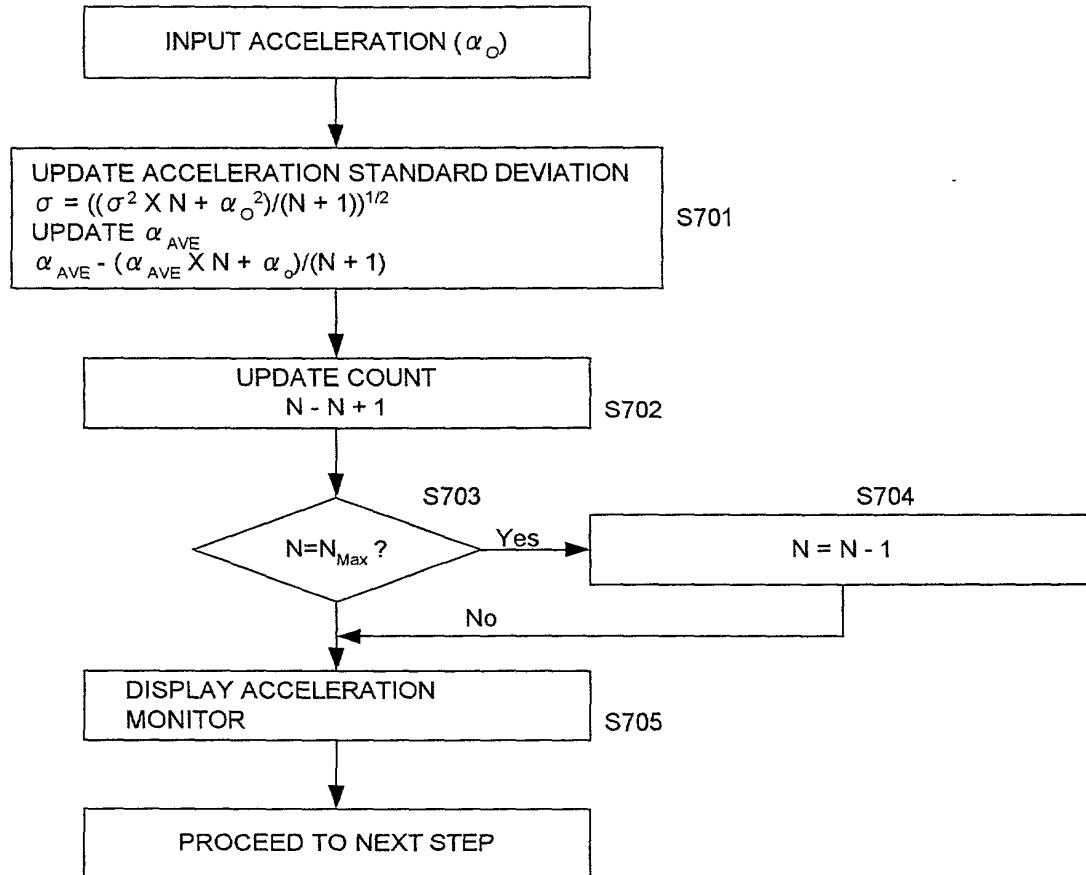 INPUT ACCELERATION (α_O)
UPDATE ACCELERATION STANDARD DEVIATION
σ = ((σ² X N + α_O²)/(N + 1))^1/2
UPDATE α_AVE
α_AVE - (α_AVE X N + α_o)/(N + 1)
S701
UPDATE COUNT
N - N + 1
S702
S703
N=N_Max ?
Yes
S704
N = N - 1
No
DISPLAY ACCELERATION
MONITOR
S705
PROCEED TO NEXT STEP